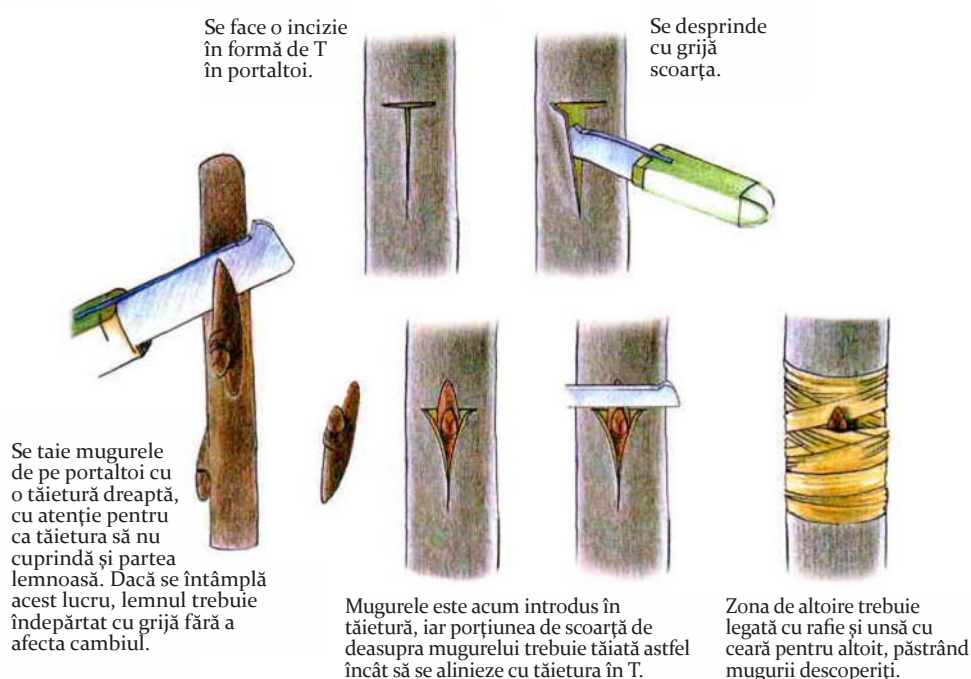 Se face o incizie
în formă de T
în portaltoi.
Se desprinde
cu grijă
scoarța.
Se taie mugurele
de pe portaltoi cu
o tăietură dreaptă,
cu atenție pentru
ca tăietura să nu
cuprindă și partea
lemnoasă. Dacă se întâmplă
acest lucru, lemnul trebuie
îndepărtat cu grijă fără a
afecta cambiul.
Mugurele este acum introdus în
tăietură, iar porțiunea de scoarță de
deasupra mugurelui trebuie tăiată astfel
încât să se alinieze cu tăietura în T.
Zona de altoire trebuie
legată cu rafie și unsă cu
ceară pentru altoit, păstrând
mugurii descoperiți.